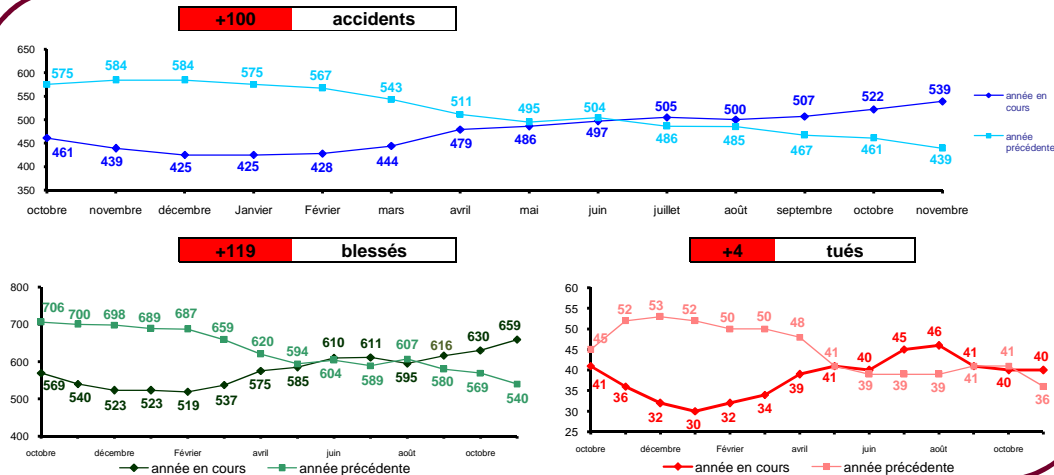 +100 accidents
650
600
550
500
450
400
350
575 584 584 575 567 543 511 495 504 505 500 507 522 539
461 439 425 425 428 444 479 486 497 486 485 467 461 439
octobre novembre décembre Janvier Février mars avril mai juin juillet août septembre octobre novembre
année en
cours
année
précédente
+119 blessés
800
700
600
500
400
706 700 698 689 687 659 620 594 610 611 607 616 630 659
569 540 523 523 519 537 575 585 604 589 595 580 569 540
octobre décembre Février avril juin août octobre
année en cours année précédente
+4 tués
60
55
50
45
40
35
30
25
45 52 53 52 50 50 48 41 40 45 46 41 41 40
41 36 32 30 32 34 39 41 39 39 39 41 40 36
octobre décembre Février avril juin août octobre
année en cours année précédente